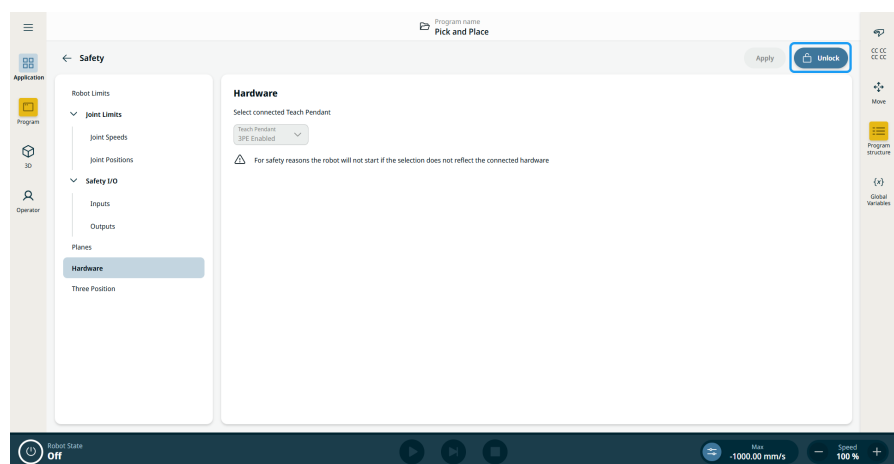 Program name
Pick and Place
Application
Program
3D
Operator
Safety
Apply
Unlock
Robot Limits
Joint Limits
Joint Speeds
Joint Positions
Safety I/O
Inputs
Outputs
Planes
Hardware
Three Position
Hardware
Select connected Teach Pendant
Teach Pendant
3PE Enabled
For safety reasons the robot will not start if the selection does not reflect the connected hardware
CC CC
CC CC
Move
Program
structure
{x}
Global
Variables
Robot State
Off
Max
-1000.00 mm/s
Speed
100 %